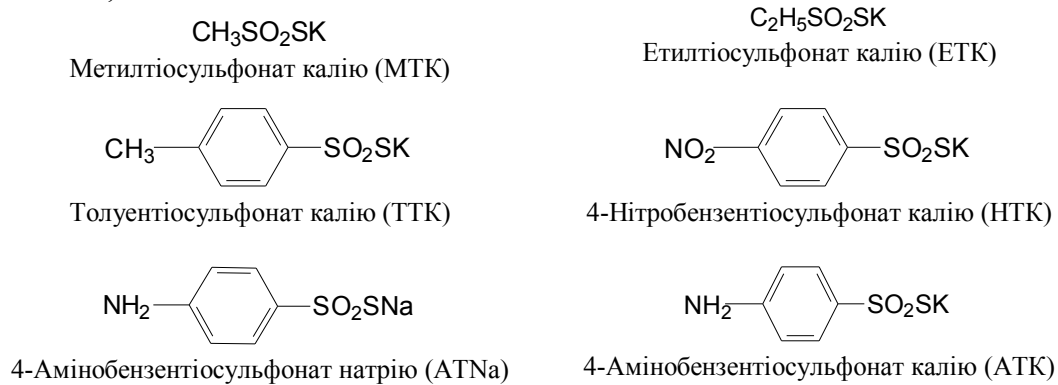 CH3SO2SK
C2H5SO2SK
Метилтіосульфонат калію (МТК)
Етилтіосульфонат калію (ЕТК)
CH3 SO2SK
NO2 SO2SK
Толуентіосульфонат калію (ТТК)
4-Нітробензентіосульфонат калію (НТК)
NH2 SO2SNa
NH2 SO2SK
4-Амінобензентіосульфонат натрію (АТNa)
4-Амінобензентіосульфонат калію (АТК)